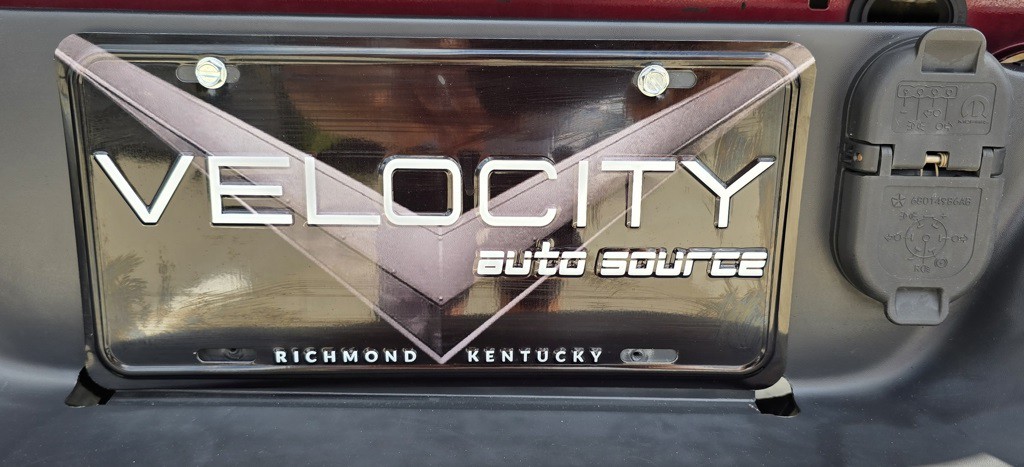 VELOCITY
auto source
RICHMOND KENTUCKY